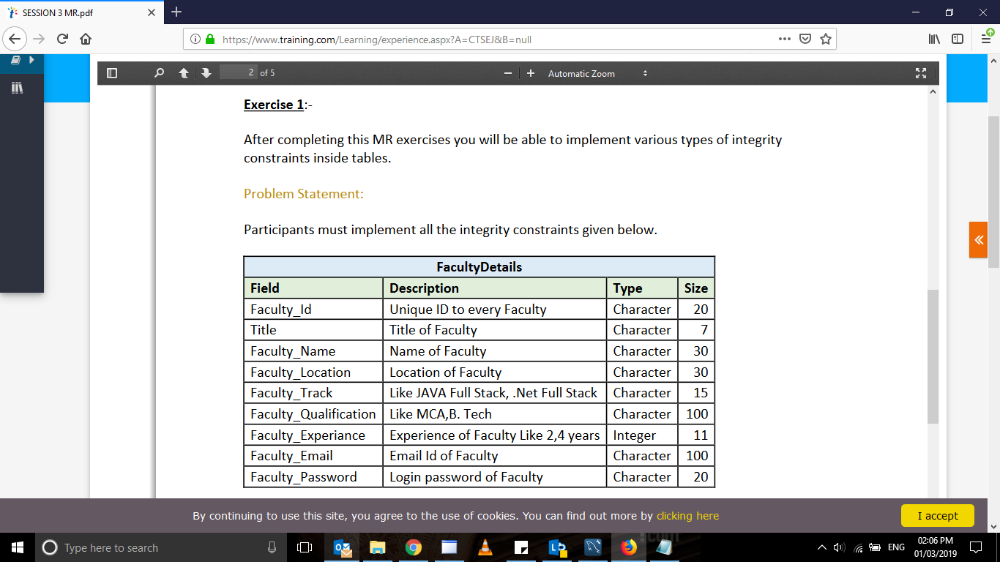 SESSION 3 MR.pdf
https://www.training.com/Learning/experience.aspx?A=CTSEJ&B=null
2 of 5
Automatic Zoom
Exercise 1:-
After completing this MR exercises you will be able to implement various types of integrity
constraints inside tables.
Problem Statement:
Participants must implement all the integrity constraints given below.
FacultyDetails
Field Description Type Size
Faculty_Id Unique ID to every Faculty Character 20
Title Title of Faculty Character 7
Faculty_Name Name of Faculty Character 30
Faculty_Location Location of Faculty Character 30
Faculty_Track Like JAVA Full Stack, .Net Full Stack Character 15
Faculty_Qualification Like MCA,B. Tech Character 100
Faculty_Experiance Experience of Faculty Like 2,4 years Integer 11
Faculty_Email Email Id of Faculty Character 100
Faculty_Password Login password of Faculty Character 20
By continuing to use this site, you agree to the use of cookies. You can find out more by clicking here
I accept
Type here to search
ENG
02:06 PM
01/03/2019